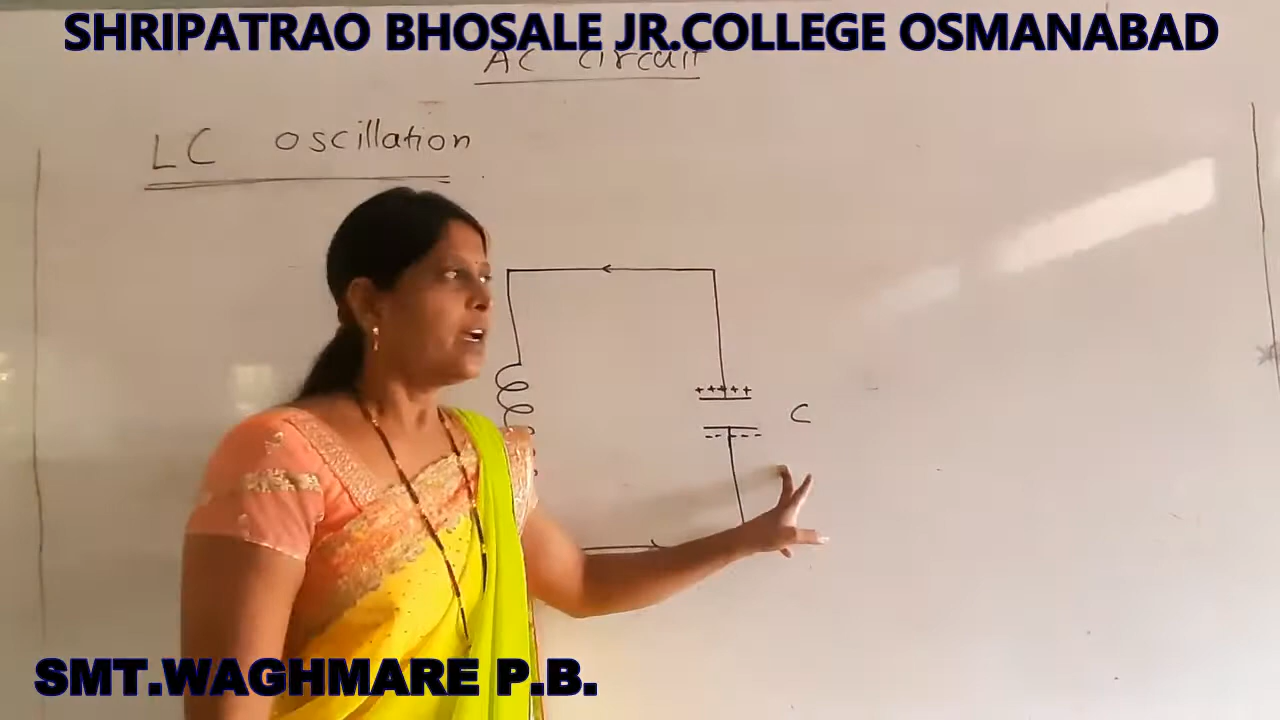 SHRIPATRAO BHOSALE JR.COLLEGE OSMANABAD
AC circuit
LC oscillation
+ + + + +
C
- - - - -
SMT.WAGHMARE P.B.